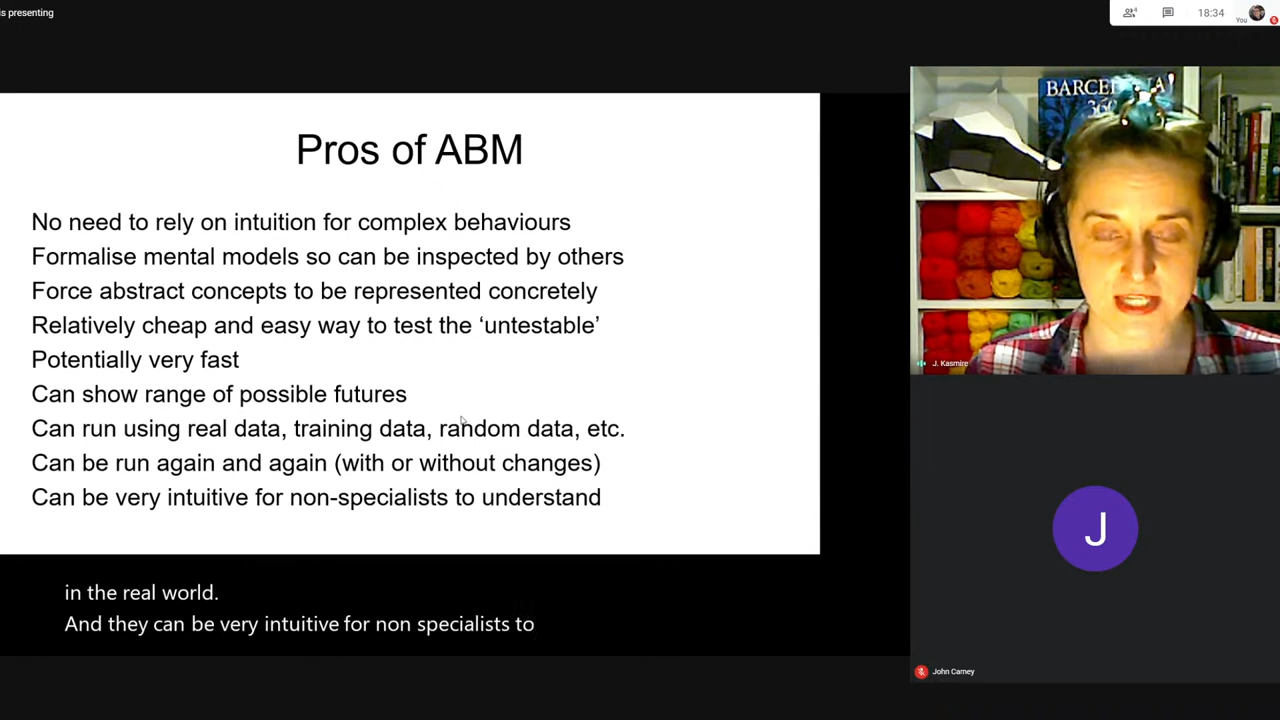 is presenting
4
18:34
You
Pros of ABM
No need to rely on intuition for complex behaviours
Formalise mental models so can be inspected by others
Force abstract concepts to be represented concretely
Relatively cheap and easy way to test the ‘untestable’
Potentially very fast
Can show range of possible futures
Can run using real data, training data, random data, etc.
Can be run again and again (with or without changes)
Can be very intuitive for non-specialists to understand
in the real world.
And they can be very intuitive for non specialists to
J. Kasmire
J
John Carney